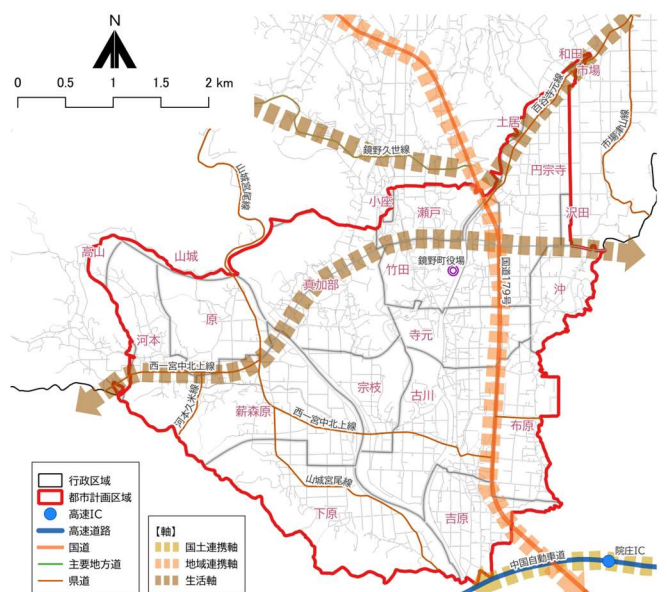 N
0 0.5 1 2 km
和田
市場
百谷寺元線
土居
市場津山線
鏡野久世線
円宗寺
山城宮尾線
小座
瀬戸
沢田
高山
山城
鏡野町役場
竹田
国道179号
真加部
沖
原
河本
寺元
西一宮中北上線
宗枝
古川
河本久米線
薪森原
西一宮中北上線
布原
山城宮尾線
下原
吉原
中国自動車道
院庄IC
行政区域
都市計画区域
高速IC
高速道路
国道
主要地方道
県道
【軸】
国土連携軸
地域連携軸
生活軸